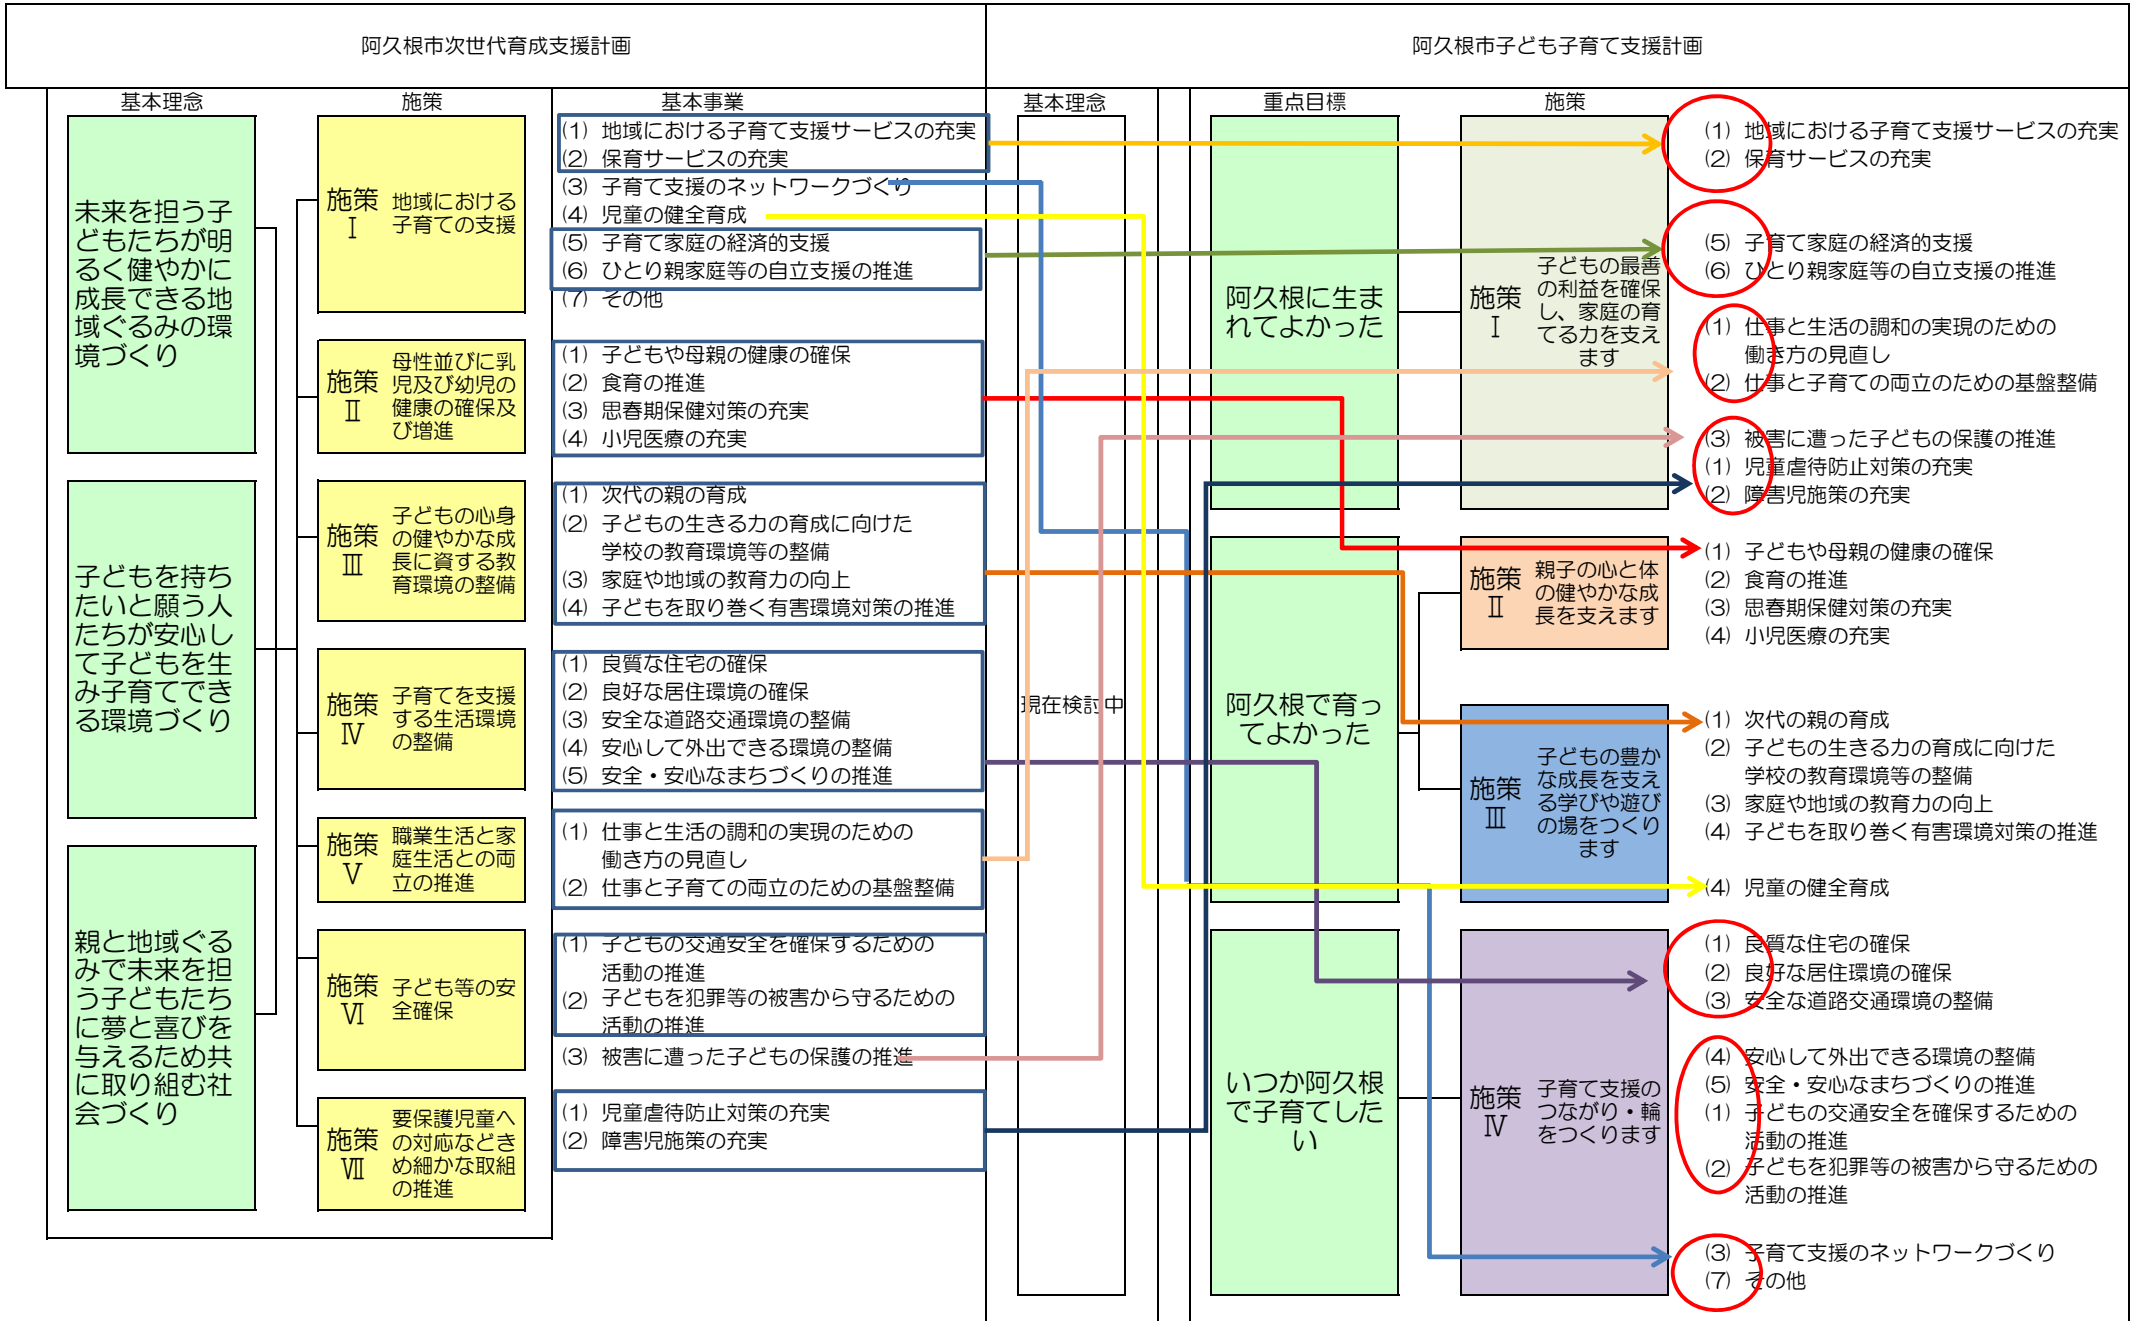 阿久根市次世代育成支援計画
阿久根市子ども子育て支援計画
基本理念
施策
基本事業
基本理念
重点目標
施策
未来を担う子
どもたちが明
るく健やかに
成長できる地
域ぐるみの環
境づくり
子どもを持ち
たいと願う人
たちが安心し
て子どもを生
み子育てでき
る環境づくり
親と地域ぐる
みで未来を担
う子どもたち
に夢と喜びを
与えるため共
に取り組む社
会づくり
施策
Ⅰ
地域における
子育ての支援
(1) 地域における子育て支援サービスの充実
(2) 保育サービスの充実
(3) 子育て支援のネットワークづくり
(4) 児童の健全育成
(5) 子育て家庭の経済的支援
(6) ひとり親家庭等の自立支援の推進
(7) その他
施策
Ⅱ
母性並びに乳
児及び幼児の
健康の確保及
び増進
(1) 子どもや母親の健康の確保
(2) 食育の推進
(3) 思春期保健対策の充実
(4) 小児医療の充実
施策
Ⅲ
子どもの心身
の健やかな成
長に資する教
育環境の整備
(1) 次代の親の育成
(2) 子どもの生きる力の育成に向けた
学校の教育環境等の整備
(3) 家庭や地域の教育力の向上
(4) 子どもを取り巻く有害環境対策の推進
施策
Ⅳ
子育てを支援
する生活環境
の整備
(1) 良質な住宅の確保
(2) 良好な居住環境の確保
(3) 安全な道路交通環境の整備
(4) 安心して外出できる環境の整備
(5) 安全・安心なまちづくりの推進
施策
Ⅴ
職業生活と家
庭生活との両
立の推進
(1) 仕事と生活の調和の実現のための
働き方の見直し
(2) 仕事と子育ての両立のための基盤整備
施策
Ⅵ
子ども等の安
全確保
(1) 子どもの交通安全を確保するための
活動の推進
(2) 子どもを犯罪等の被害から守るための
活動の推進
(3) 被害に遭った子どもの保護の推進
施策
Ⅶ
要保護児童へ
の対応などき
め細かな取組
の推進
(1) 児童虐待防止対策の充実
(2) 障害児施策の充実
現在検討中
阿久根に生ま
れてよかった
施策
Ⅰ
子どもの最善
の利益を確保
し、家庭の育
てる力を支え
ます
(1) 地域における子育て支援サービスの充実
(2) 保育サービスの充実
(5) 子育て家庭の経済的支援
(6) ひとり親家庭等の自立支援の推進
(1) 仕事と生活の調和の実現のための
働き方の見直し
(2) 仕事と子育ての両立のための基盤整備
(3) 被害に遭った子どもの保護の推進
(1) 児童虐待防止対策の充実
(2) 障害児施策の充実
阿久根で育っ
てよかった
施策
Ⅱ
親子の心と体
の健やかな成
長を支えます
(1) 子どもや母親の健康の確保
(2) 食育の推進
(3) 思春期保健対策の充実
(4) 小児医療の充実
施策
Ⅲ
子どもの豊か
な成長を支え
る学びや遊び
の場をつくり
ます
(1) 次代の親の育成
(2) 子どもの生きる力の育成に向けた
学校の教育環境等の整備
(3) 家庭や地域の教育力の向上
(4) 子どもを取り巻く有害環境対策の推進
(4) 児童の健全育成
いつか阿久根
で子育てした
い
施策
Ⅳ
子育て支援の
つながり・輪
をつくります
(1) 良質な住宅の確保
(2) 良好な居住環境の確保
(3) 安全な道路交通環境の整備
(4) 安心して外出できる環境の整備
(5) 安全・安心なまちづくりの推進
(1) 子どもの交通安全を確保するための
活動の推進
(2) 子どもを犯罪等の被害から守るための
活動の推進
(3) 子育て支援のネットワークづくり
(7) その他